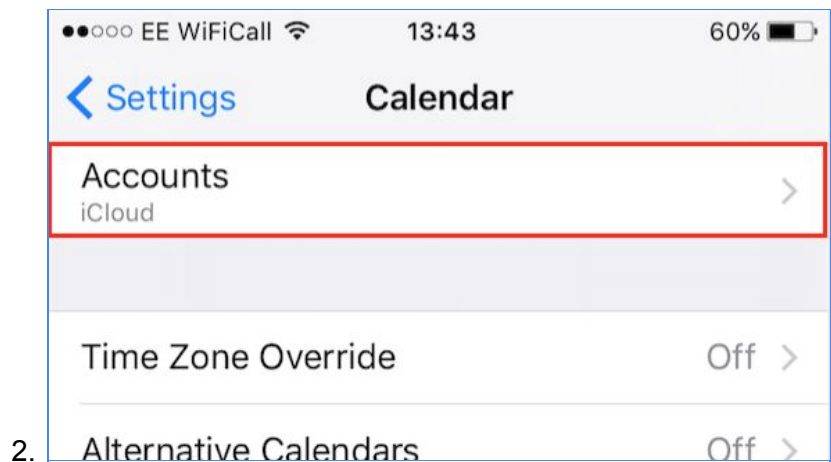 ●●○○○ EE WiFiCall 13:43 60%
Settings Calendar
Accounts
iCloud
Time Zone Override Off
2. Alternative Calendars Off